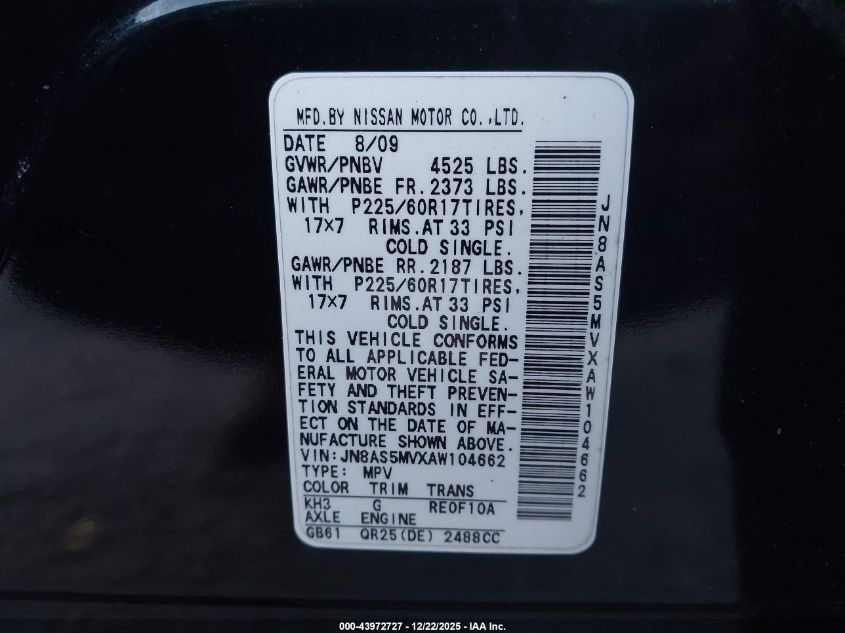 MFD.BY NISSAN MOTOR CO.,LTD.
DATE 8/09
GVWR/PNBV 4525 LBS.
GAWR/PNBE FR.2373 LBS.
WITH P225/60R17TIRES,
17×7 RIMS.AT 33 PSI
COLD SINGLE.
GAWR/PNBE RR.2187 LBS.
WITH P225/60R17TIRES,
17×7 RIMS.AT 33 PSI
COLD SINGLE.
THIS VEHICLE CONFORMS
TO ALL APPLICABLE FED-
ERAL MOTOR VEHICLE SA-
FETY AND THEFT PREVEN-
TION STANDARDS IN EFF-
ECT ON THE DATE OF MA-
NUFACTURE SHOWN ABOVE.
VIN:JN8AS5MVXAW104662
TYPE: MPV
COLOR TRIM TRANS
KH3 G RE0F10A
AXLE ENGINE
GB61 QR25(DE) 2488CC
JN8AS5MVXAW104662
000-43972727 - 12/22/2025 - IAA Inc.